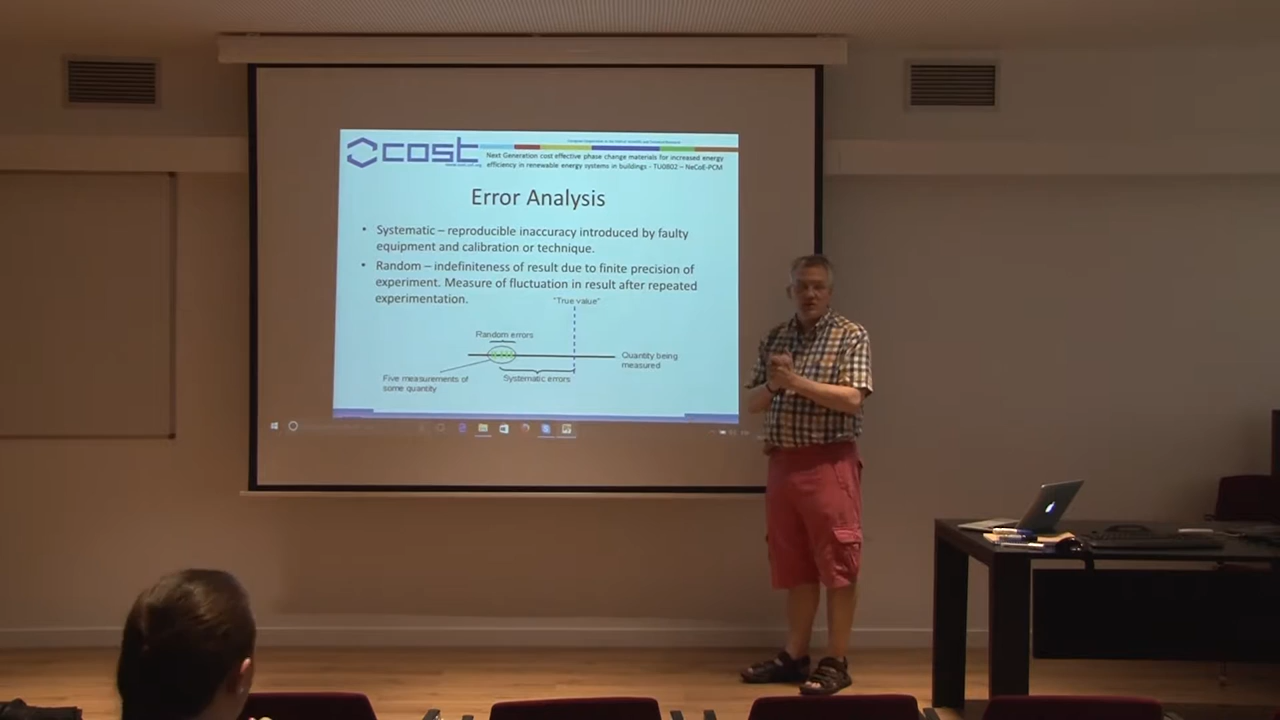 cost
Next Generation cost effective phase change materials for increased energy
efficiency in renewable energy systems in buildings - TU0802 – NeCoE-PCM
Error Analysis
• Systematic – reproducible inaccuracy introduced by faulty
equipment and calibration or technique.
• Random – indefiniteness of result due to finite precision of
experiment. Measure of fluctuation in result after repeated
experimentation.
"True value"
Random errors
Quantity being
measured
Five measurements of
some quantity
Systematic errors